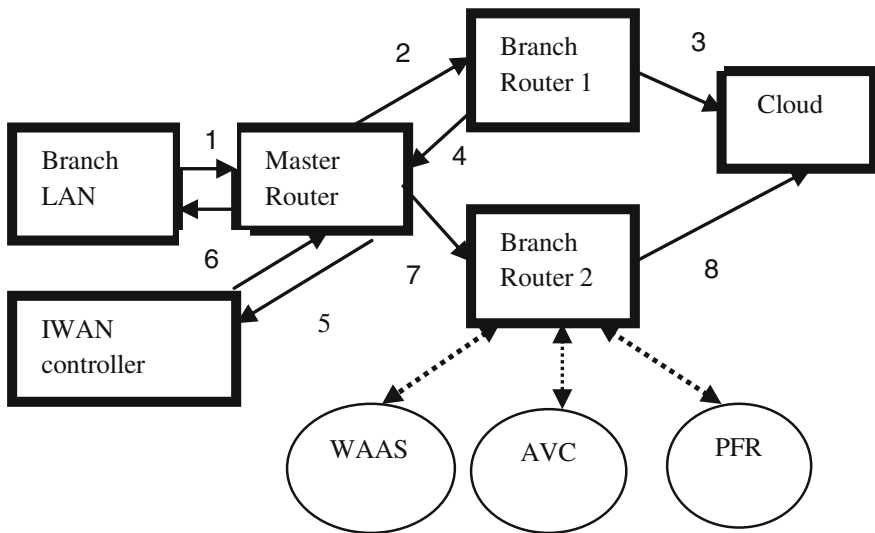 2
Branch
Router 1
3
Cloud
1
Branch
LAN
Master
Router
4
6
7
Branch
Router 2
8
IWAN
controller
5
WAAS
AVC
PFR